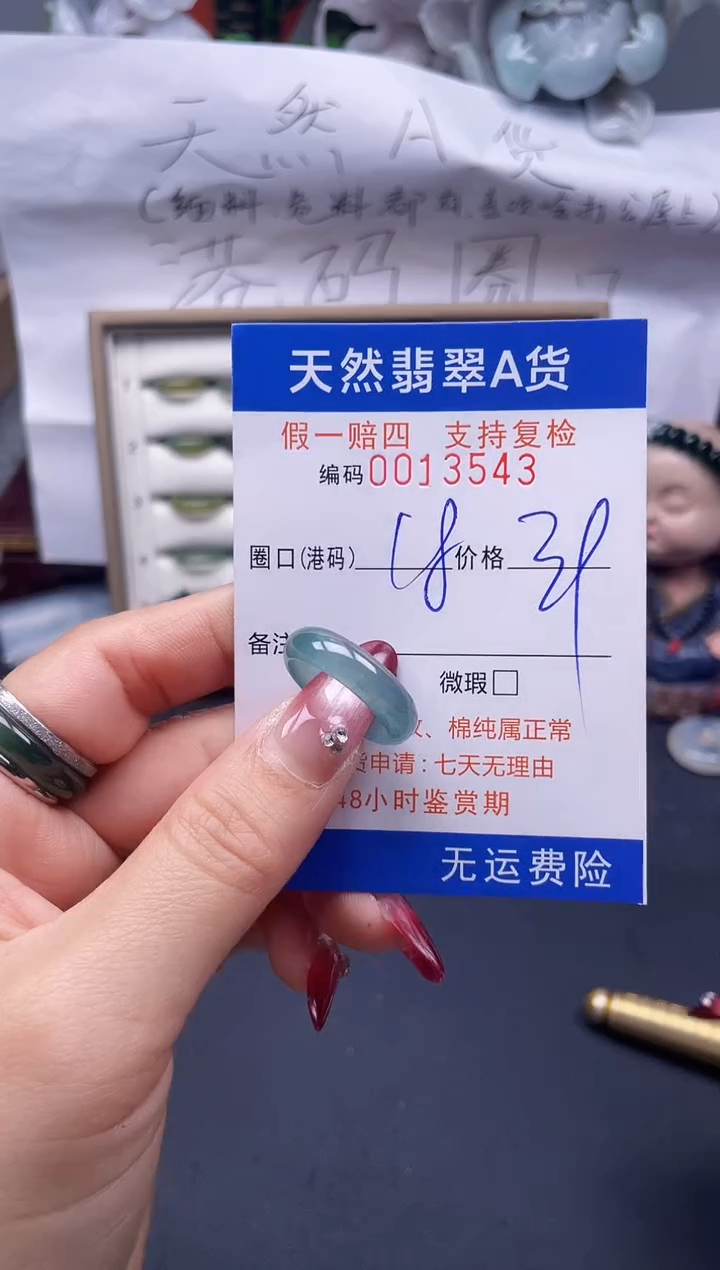 天然A货
港码圈口
天然翡翠A货
假一赔四 支持复检
编码0013543
圈口(港码) 18 价格
备注
微瑕□
、棉纯属正常
货申请：七天无理由
48小时鉴赏期
无运费险